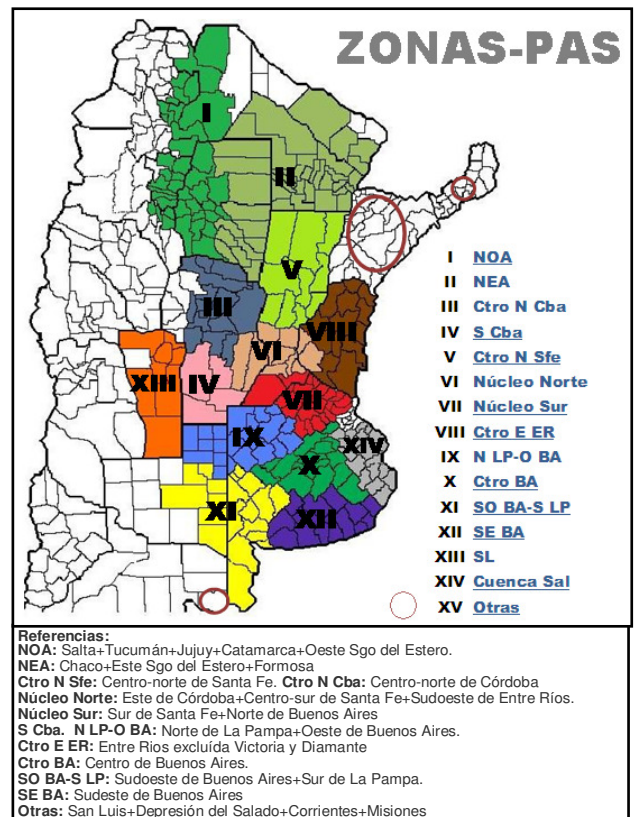 ZONAS-PAS
I
II
V
III
VIII
VI
XIII
IV
VII
IX
XIV
X
XI
XII
I NOA
II NEA
III Ctro N Cba
IV S Cba
V Ctro N Sfe
VI Núcleo Norte
VII Núcleo Sur
VIII Ctro E ER
IX N LP-O BA
X Ctro BA
XI SO BA-S LP
XII SE BA
XIII SL
XIV Cuenca Sal
XV Otras
Referencias:
NOA: Salta+Tucumán+Jujuy+Catamarca+Oeste Sgo del Estero.
NEA: Chaco+Este Sgo del Estero+Formosa
Ctro N Sfe: Centro-norte de Santa Fe. Ctro N Cba: Centro-norte de Córdoba
Núcleo Norte: Este de Córdoba+Centro-sur de Santa Fe+Sudoeste de Entre Ríos.
Núcleo Sur: Sur de Santa Fe+Norte de Buenos Aires
S Cba. N LP-O BA: Norte de La Pampa+Oeste de Buenos Aires.
Ctro E ER: Entre Rios excluída Victoria y Diamante
Ctro BA: Centro de Buenos Aires.
SO BA-S LP: Sudoeste de Buenos Aires+Sur de La Pampa.
SE BA: Sudeste de Buenos Aires
Otras: San Luis+Depresión del Salado+Corrientes+Misiones